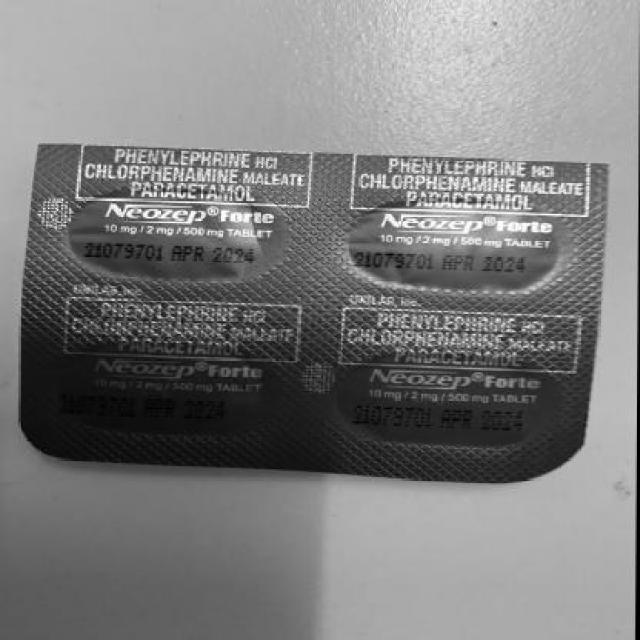 PHENYLEPHRINE HCl
CHLORPHENAMINE MALEATE
PARACETAMOL
Neozep® Forte
10 mg / 2 mg / 500 mg TABLET
21079701 APR 2024
PHENYLEPHRINE HCl
CHLORPHENAMINE MALEATE
PARACETAMOL
Neozep® Forte
10 mg / 2 mg / 500 mg TABLET
21079701 APR 2024
UNILAB, Inc.
PHENYLEPHRINE HCl
CHLORPHENAMINE MALEATE
PARACETAMOL
Neozep® Forte
10 mg / 2 mg / 500 mg TABLET
21079701 APR 2024
UNILAB, Inc.
PHENYLEPHRINE HCl
CHLORPHENAMINE MALEATE
PARACETAMOL
Neozep® Forte
10 mg / 2 mg / 500 mg TABLET
21079701 APR 2024